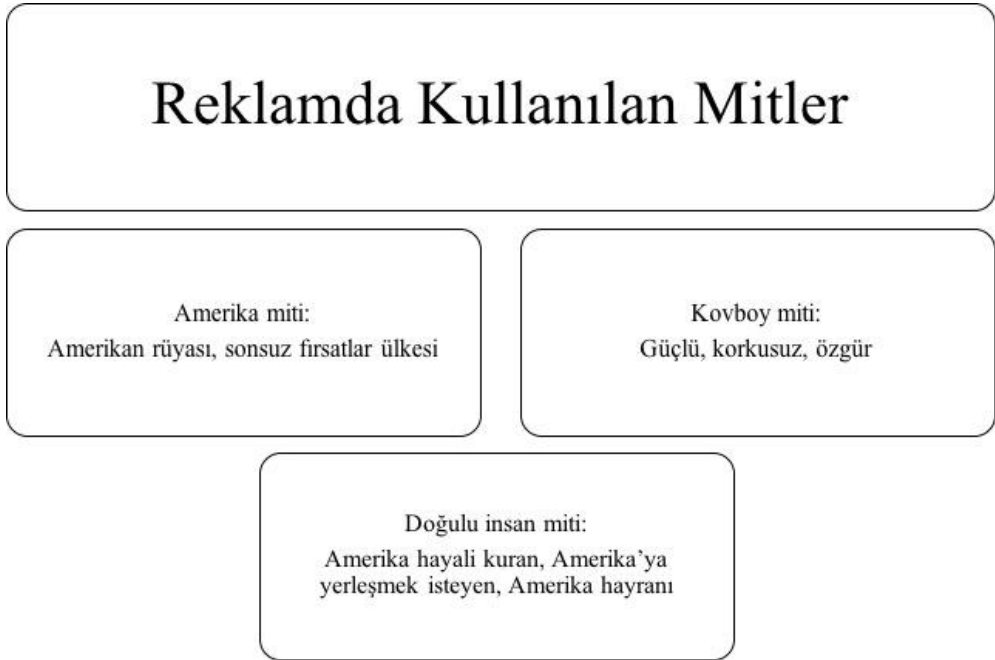 Reklamda Kullanılan Mitler
Amerika miti:
Amerikan rüyası, sonsuz fırsatlar ülkesi
Kovboy miti:
Güçlü, korkusuz, özgür
Doğulu insan miti:
Amerika hayali kuran, Amerika’ya
yerleşmek isteyen, Amerika hayranı